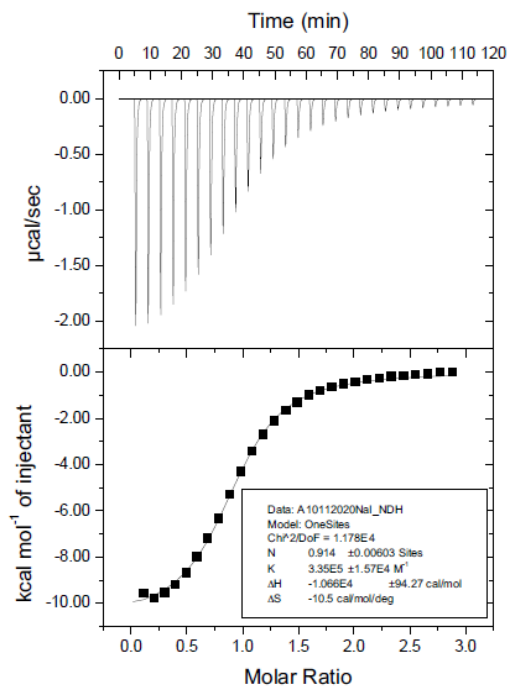 Time (min)
0 10 20 30 40 50 60 70 80 90 100 110 120
0.00
-0.50
-1.00
-1.50
-2.00
µcal/sec
0.00
-2.00
-4.00
-6.00
-8.00
-10.00
kcal mol⁻¹ of injectant
Data: A10112020NaI_NDH
Model: OneSites
Chi^2/DoF = 1.178E4
N 0.914 ±0.00603 Sites
K 3.35E5 ±1.57E4 M⁻¹
ΔH -1.066E4 ±94.27 cal/mol
ΔS -10.5 cal/mol/deg
0.0 0.5 1.0 1.5 2.0 2.5 3.0
Molar Ratio